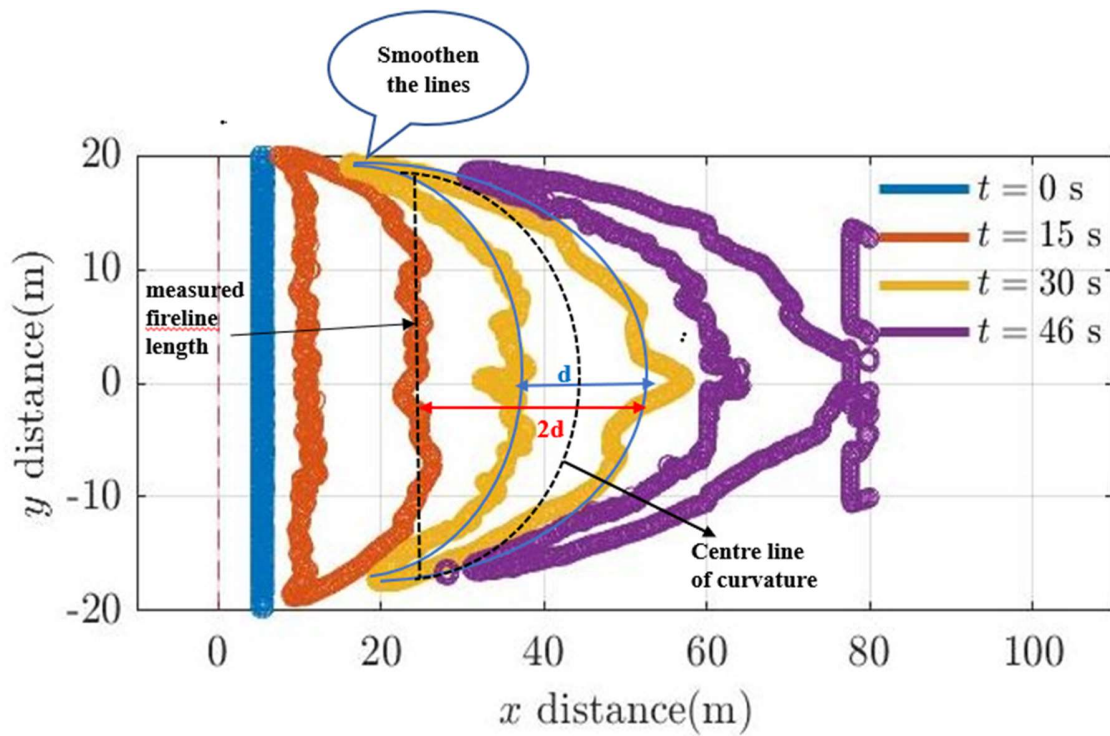 Smoothen
the lines
20
10
0
-10
-20
y distance(m)
measured
fireline
length
d
2d
Centre line
of curvature
t = 0 s
t = 15 s
t = 30 s
t = 46 s
0
20
40
60
80
100
x distance(m)